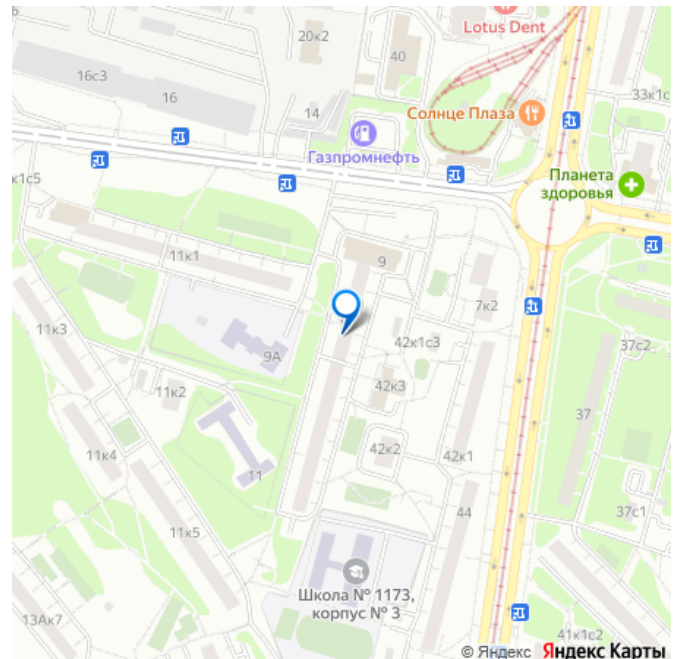 Lotus Dent
20к2
40
16с3
16
33к1с
14
Солнце Плаза
Газпромнефть
Планета
здоровья
к1с5
11к1
9
7к2
11к3
42к1с3
37с2
9А
11к2
42к3
37
11к4
42к2
42к1
11
44
37с1
11к5
Школа № 1173,
корпус № 3
13Ак7
41к1с2
© Яндекс Яндекс Карты